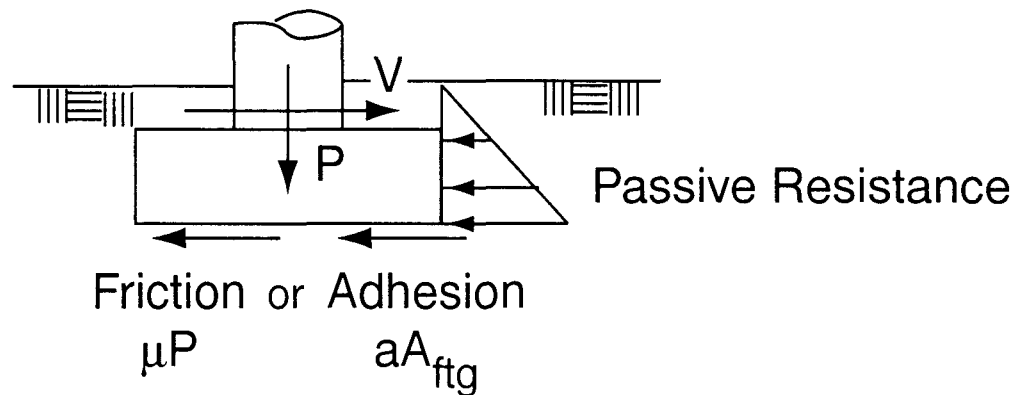 V
P
Passive Resistance
Friction or Adhesion
μP aA_ftg